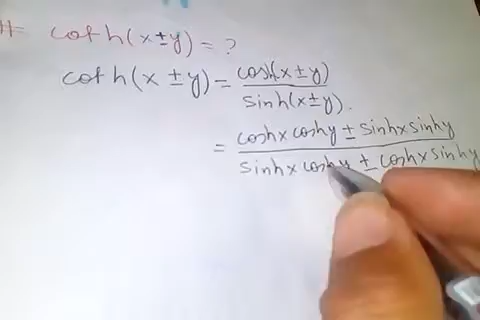 # coth(x±y) = ?
coth(x±y) = cosh(x±y)
sinh(x±y).
= coshx coshy ± sinhx sinhy
sinhx coshy ± coshx sinhy